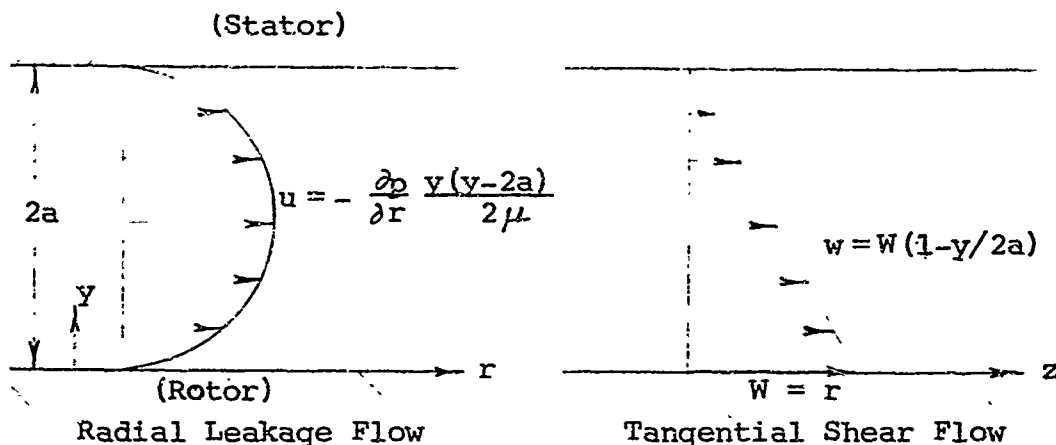 (Stator)
2a
y
u = - ∂p/∂r y(y-2a)/2μ
(Rotor)
r
Radial Leakage Flow
w = W(1-y/2a)
W = r
z
Tangential Shear Flow